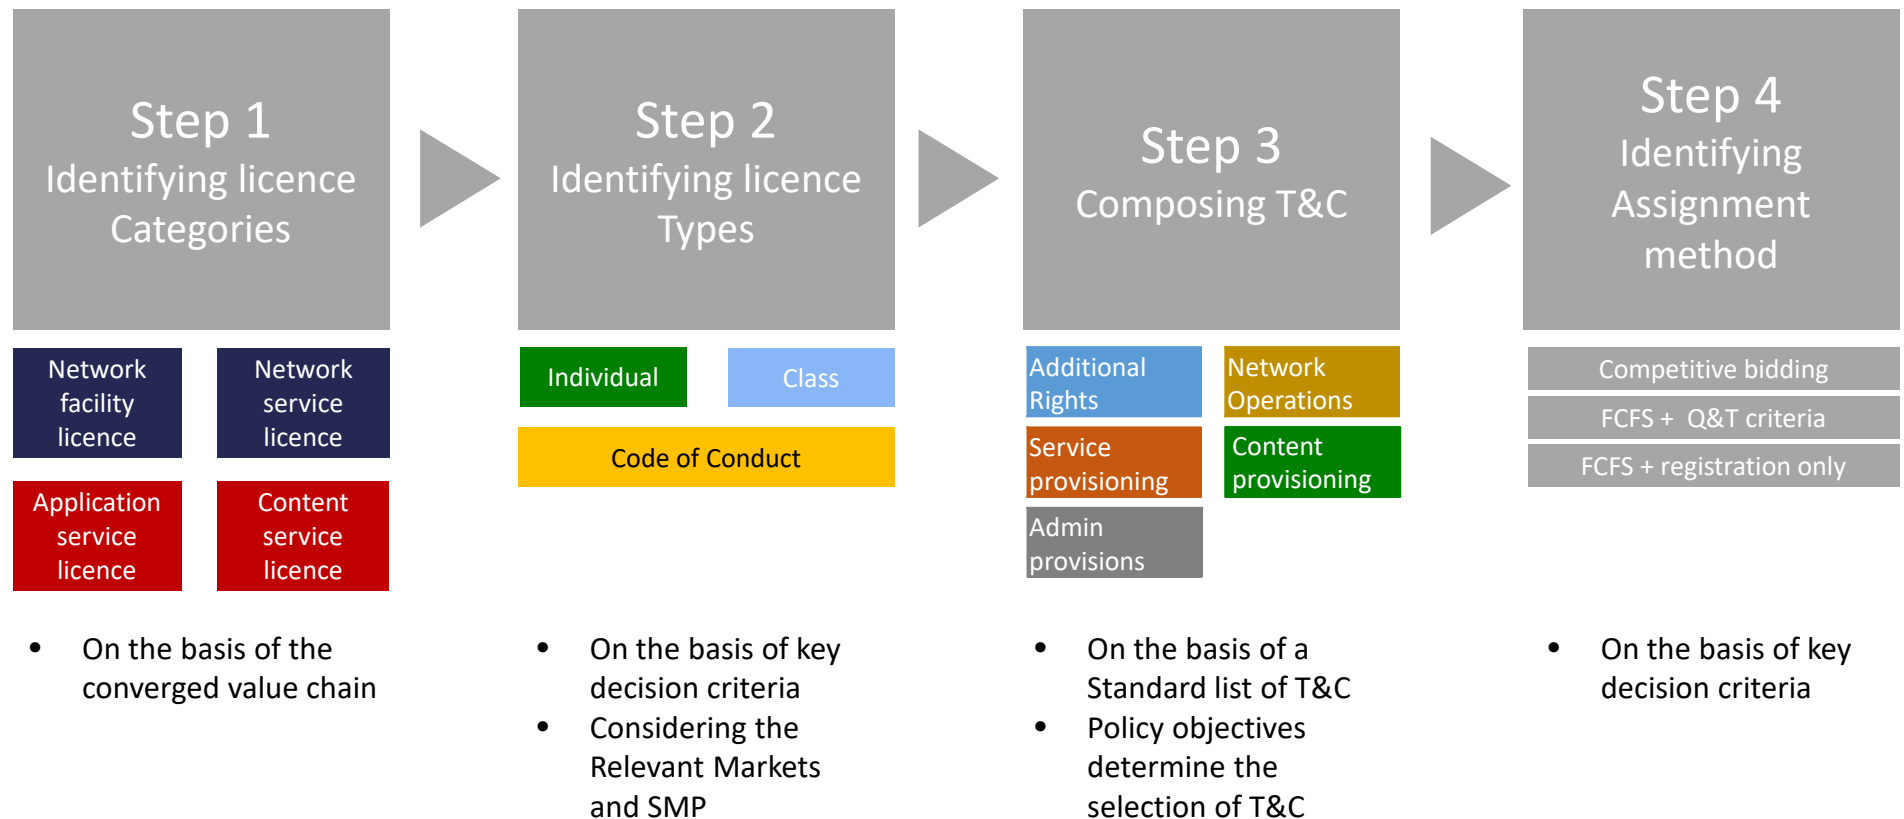 Step 1
Identifying licence
Categories
Step 2
Identifying licence
Types
Step 3
Composing T&C
Step 4
Identifying
Assignment
method
Network
facility
licence
Network
service
licence
Application
service
licence
Content
service
licence
Individual
Class
Code of Conduct
Additional
Rights
Network
Operations
Service
provisioning
Content
provisioning
Admin
provisions
Competitive bidding
FCFS + Q&T criteria
FCFS + registration only
• On the basis of the
converged value chain
• On the basis of key
decision criteria
• Considering the
Relevant Markets
and SMP
• On the basis of a
Standard list of T&C
• Policy objectives
determine the
selection of T&C
• On the basis of key
decision criteria